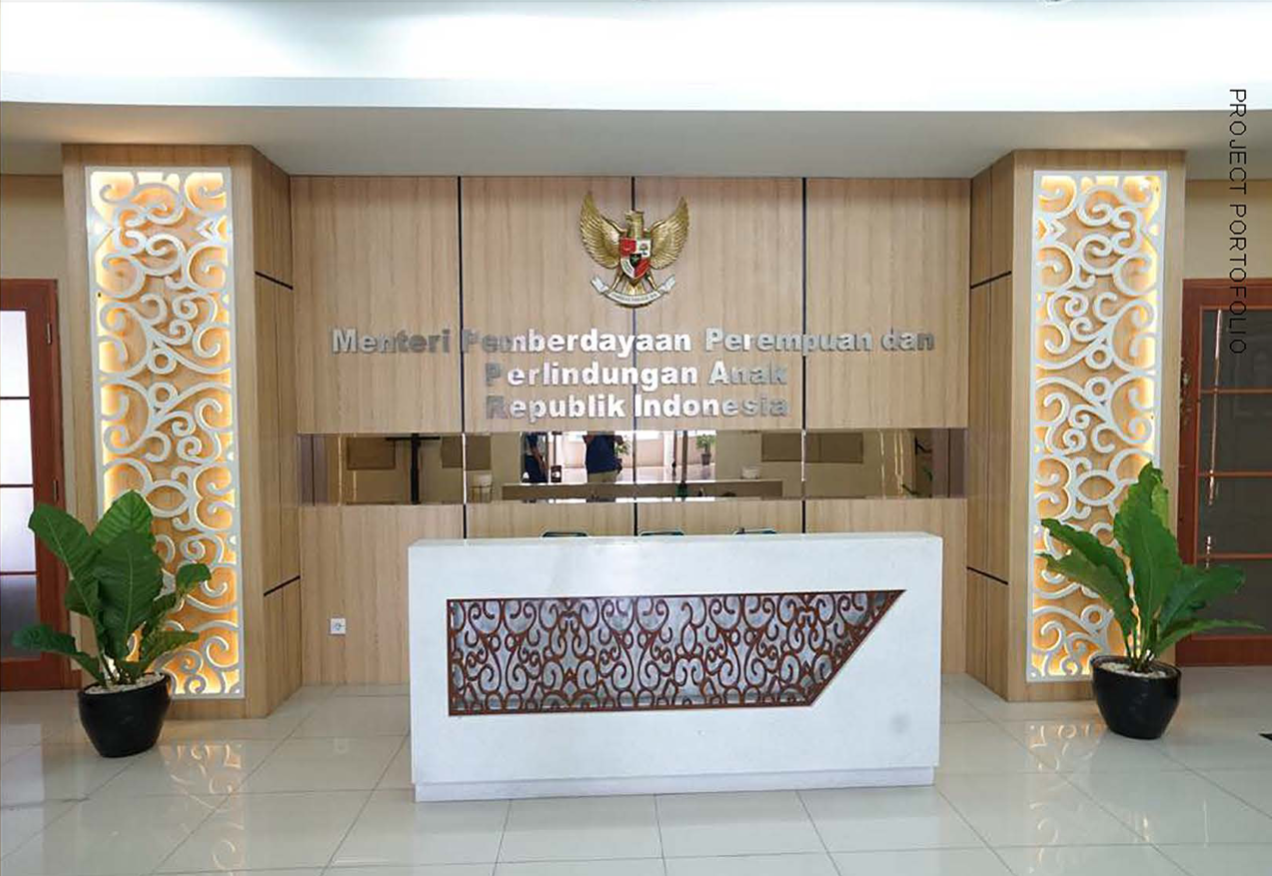 Menteri Pemberdayaan Perempuan dan
Perlindungan Anak
Republik Indonesia
PROJECT PORTOFOLIO